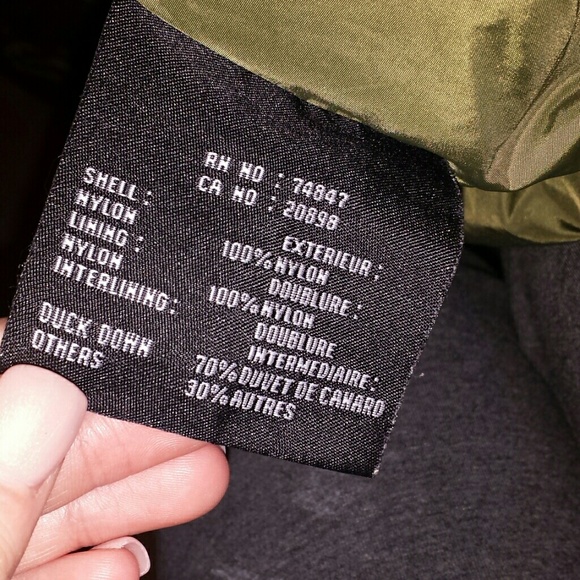 RN NO : 74847
CA NO : 20898
SHELL : EXTERIEUR :
NYLON 100% NYLON
LINING : DOUBLURE :
NYLON 100% NYLON
INTERLINING : DOUBLURE
INTERMEDIAIRE :
DUCK DOWN 70% DUVET DE CANARD
OTHERS 30% AUTRES